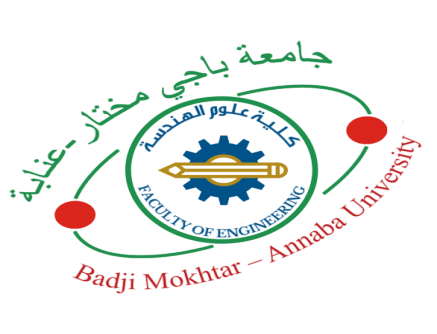 جامعة باجي مختار -عنابة
كلية علوم الهندسة
FACULTY OF ENGINEERING
Badji Mokhtar – Annaba University